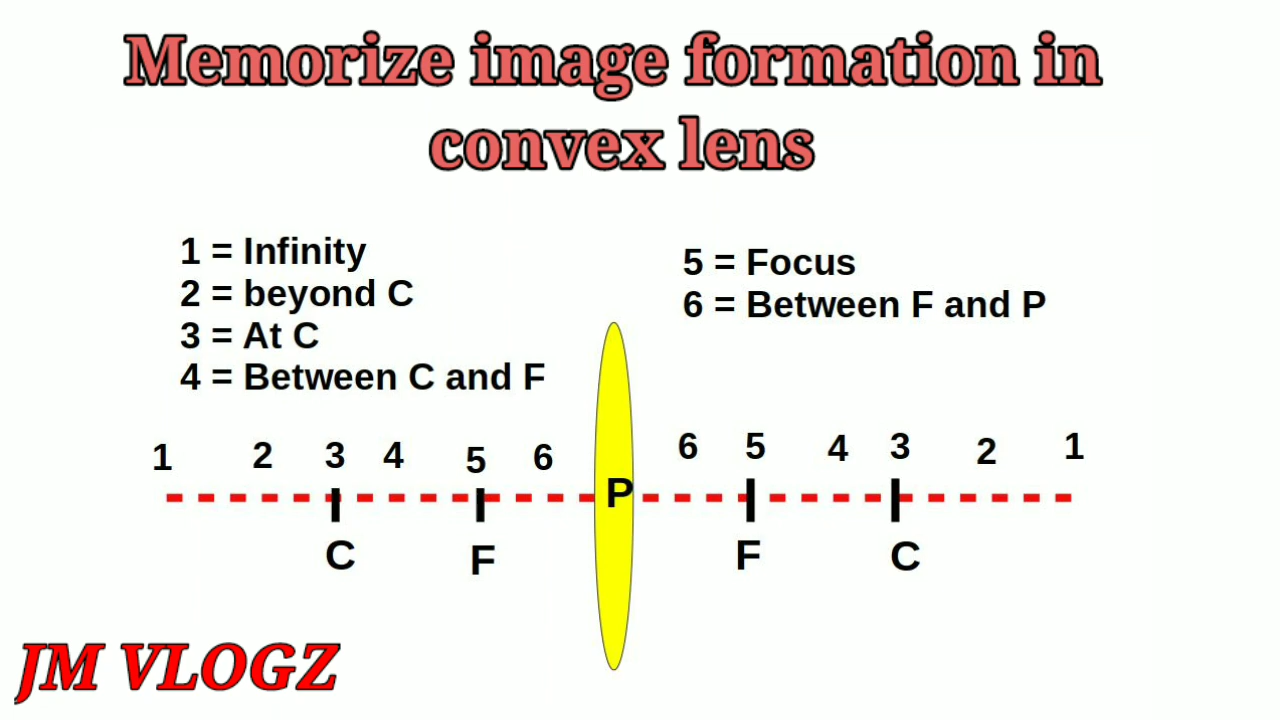 Memorize image formation in
convex lens
1 = Infinity
2 = beyond C
3 = At C
4 = Between C and F
5 = Focus
6 = Between F and P
1 2 3 4 5 6 6 5 4 3 2 1
P
C F F C
JM VLOGZ